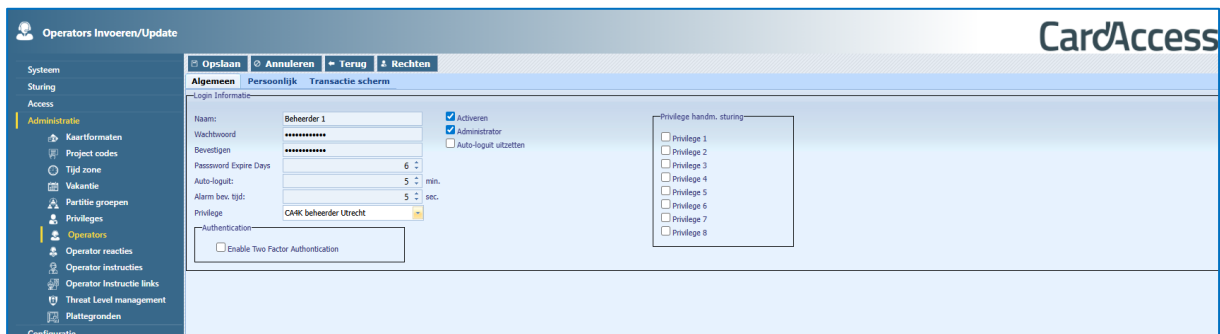 Operators Invoeren/Update
CardAccess
Systeem
Sturing
Access
Administratie
Kaartformaten
Project codes
Tijd zone
Vakantie
Partitie groepen
Privileges
Operators
Operator reacties
Operator instructies
Operator Instructie links
Threat Level management
Plattegronden
Configuratie
Opslaan Annuleren Terug Rechten
Algemeen Persoonlijk Transactie scherm
Login Informatie
Naam: Beheerder 1
Wachtwoord ••••••••••••
Bevestigen ••••••••••••
Passsword Expire Days 6
Auto-loguit: 5 min.
Alarm bev. tijd: 5 sec.
Privilege CA4K beheerder Utrecht
Authentication
Enable Two Factor Authontication
Activeren
Administrator
Auto-loguit uitzetten
Privilege handm. sturing
Privilege 1
Privilege 2
Privilege 3
Privilege 4
Privilege 5
Privilege 6
Privilege 7
Privilege 8